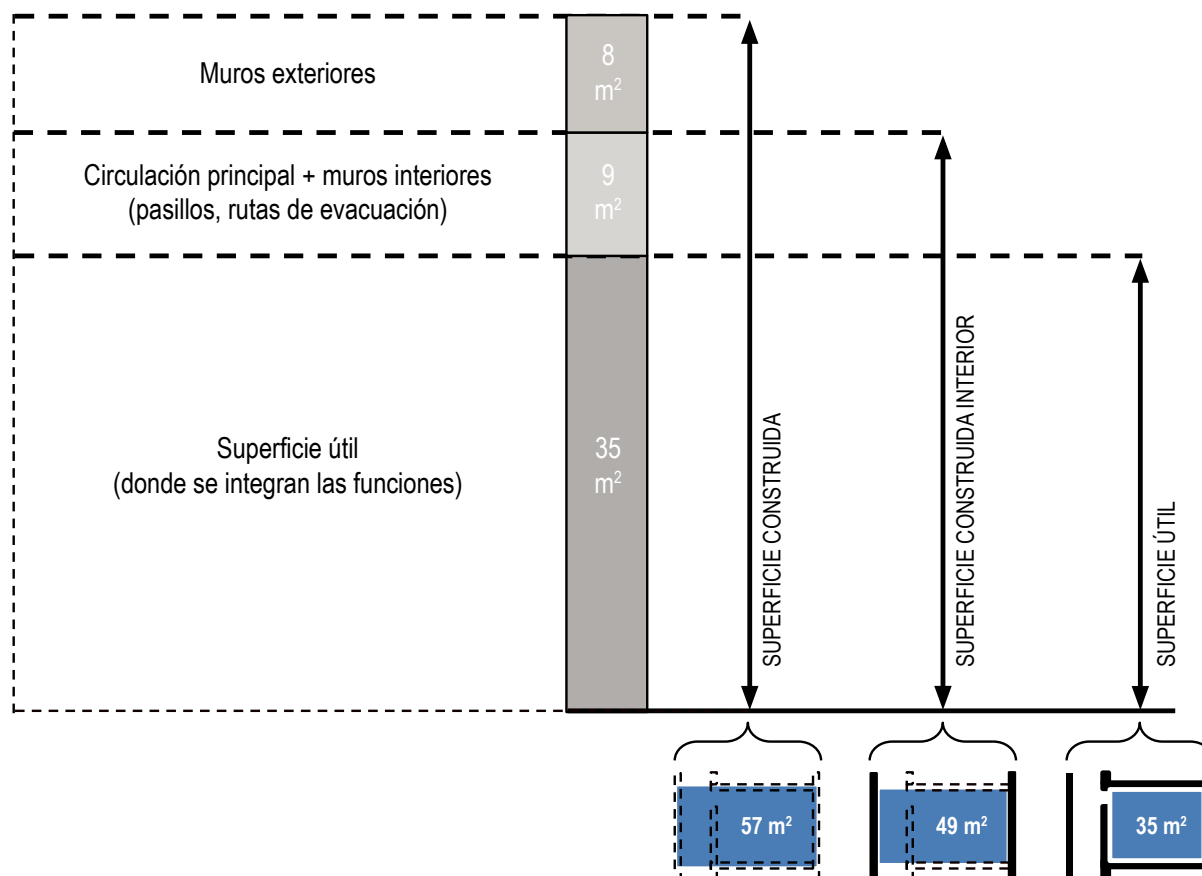 Muros exteriores
8
m²
Circulación principal + muros interiores
(pasillos, rutas de evacuación)
9
m²
Superficie útil
(donde se integran las funciones)
35
m²
SUPERFICIE CONSTRUIDA
SUPERFICIE CONSTRUIDA INTERIOR
SUPERFICIE ÚTIL
57 m²
49 m²
35 m²